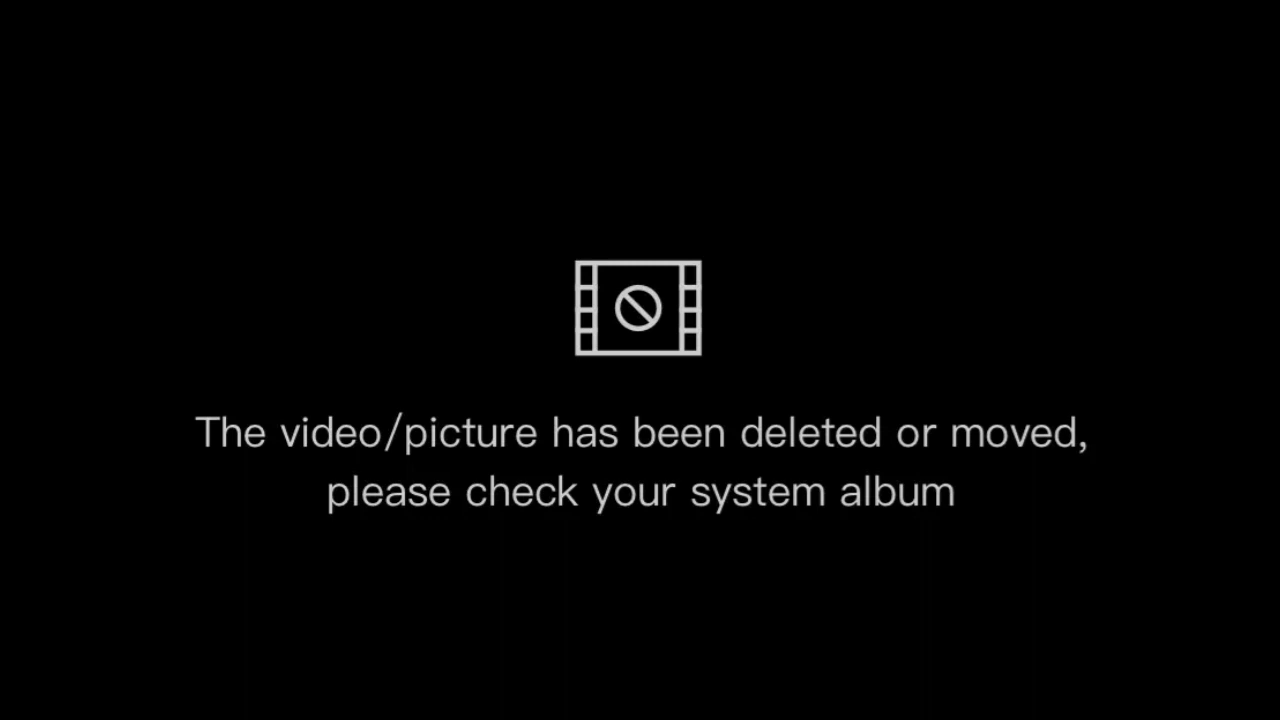 The video/picture has been deleted or moved,
please check your system album